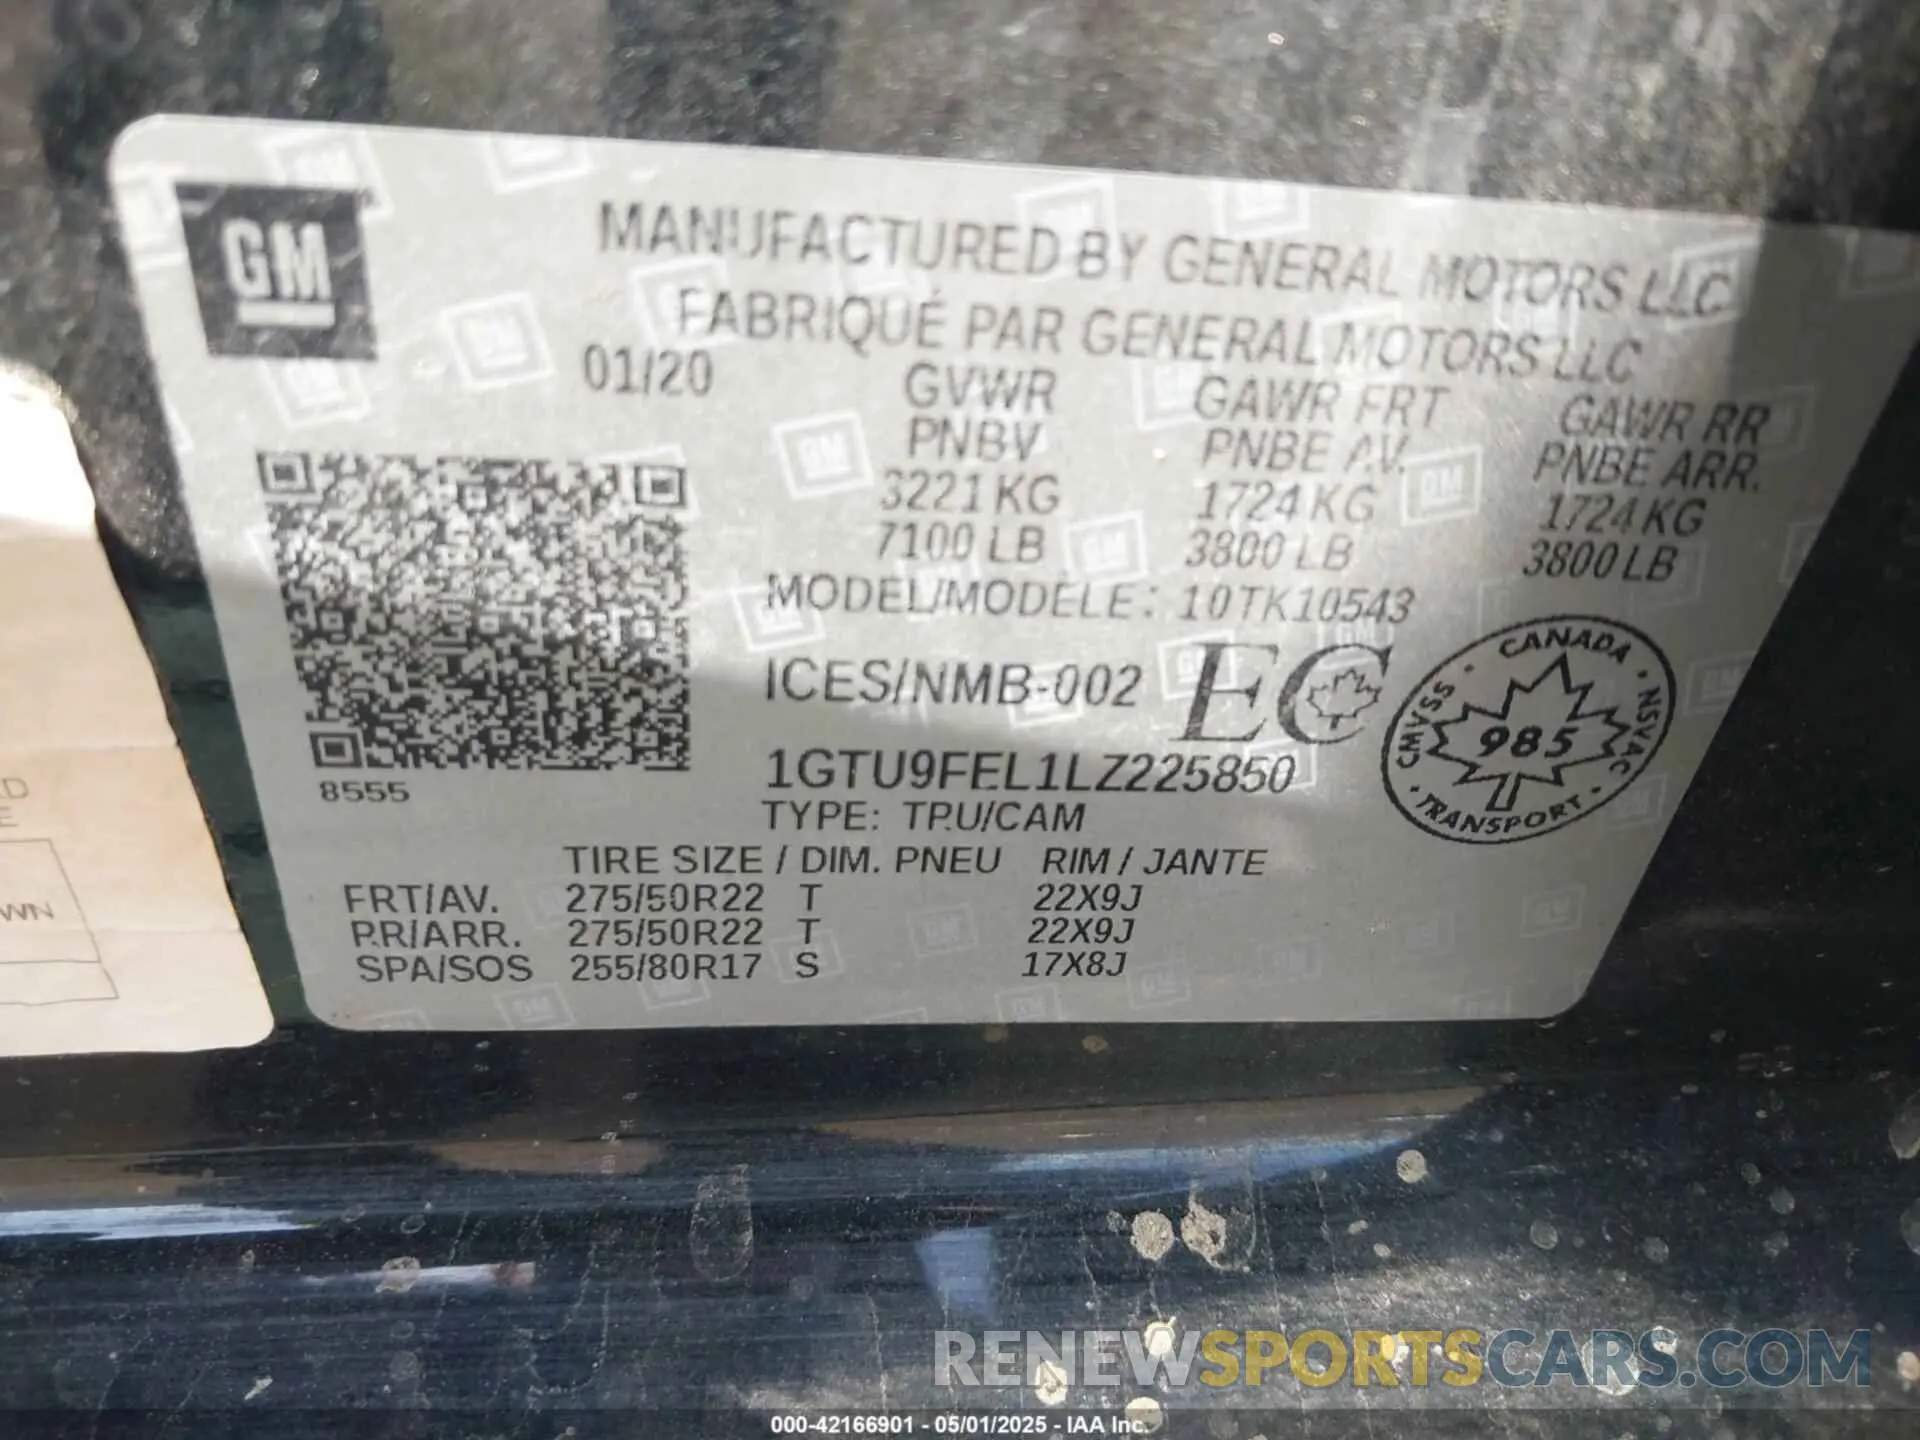 GM
MANUFACTURED BY GENERAL MOTORS LLC
FABRIQUÉ PAR GENERAL MOTORS LLC
01/20
GVWR GAWR FRT GAWR RR
PNBV PNBE AV. PNBE ARR.
3221 KG 1724 KG 1724 KG
7100 LB 3800 LB 3800 LB
MODEL/MODÈLE: 10TK10543
ICES/NMB-002 EC
CANADA · NSVAC · TRANSPORT · CMVSS ·
985
1GTU9FEL1LZ225850
8555
TYPE: TRU/CAM
TIRE SIZE / DIM. PNEU RIM / JANTE
FRT/AV. 275/50R22 T 22X9J
RR/ARR. 275/50R22 T 22X9J
SPA/SOS 255/80R17 S 17X8J
RENEWSPORTSCARS.COM
000-42166901 - 05/01/2025 - IAA Inc.